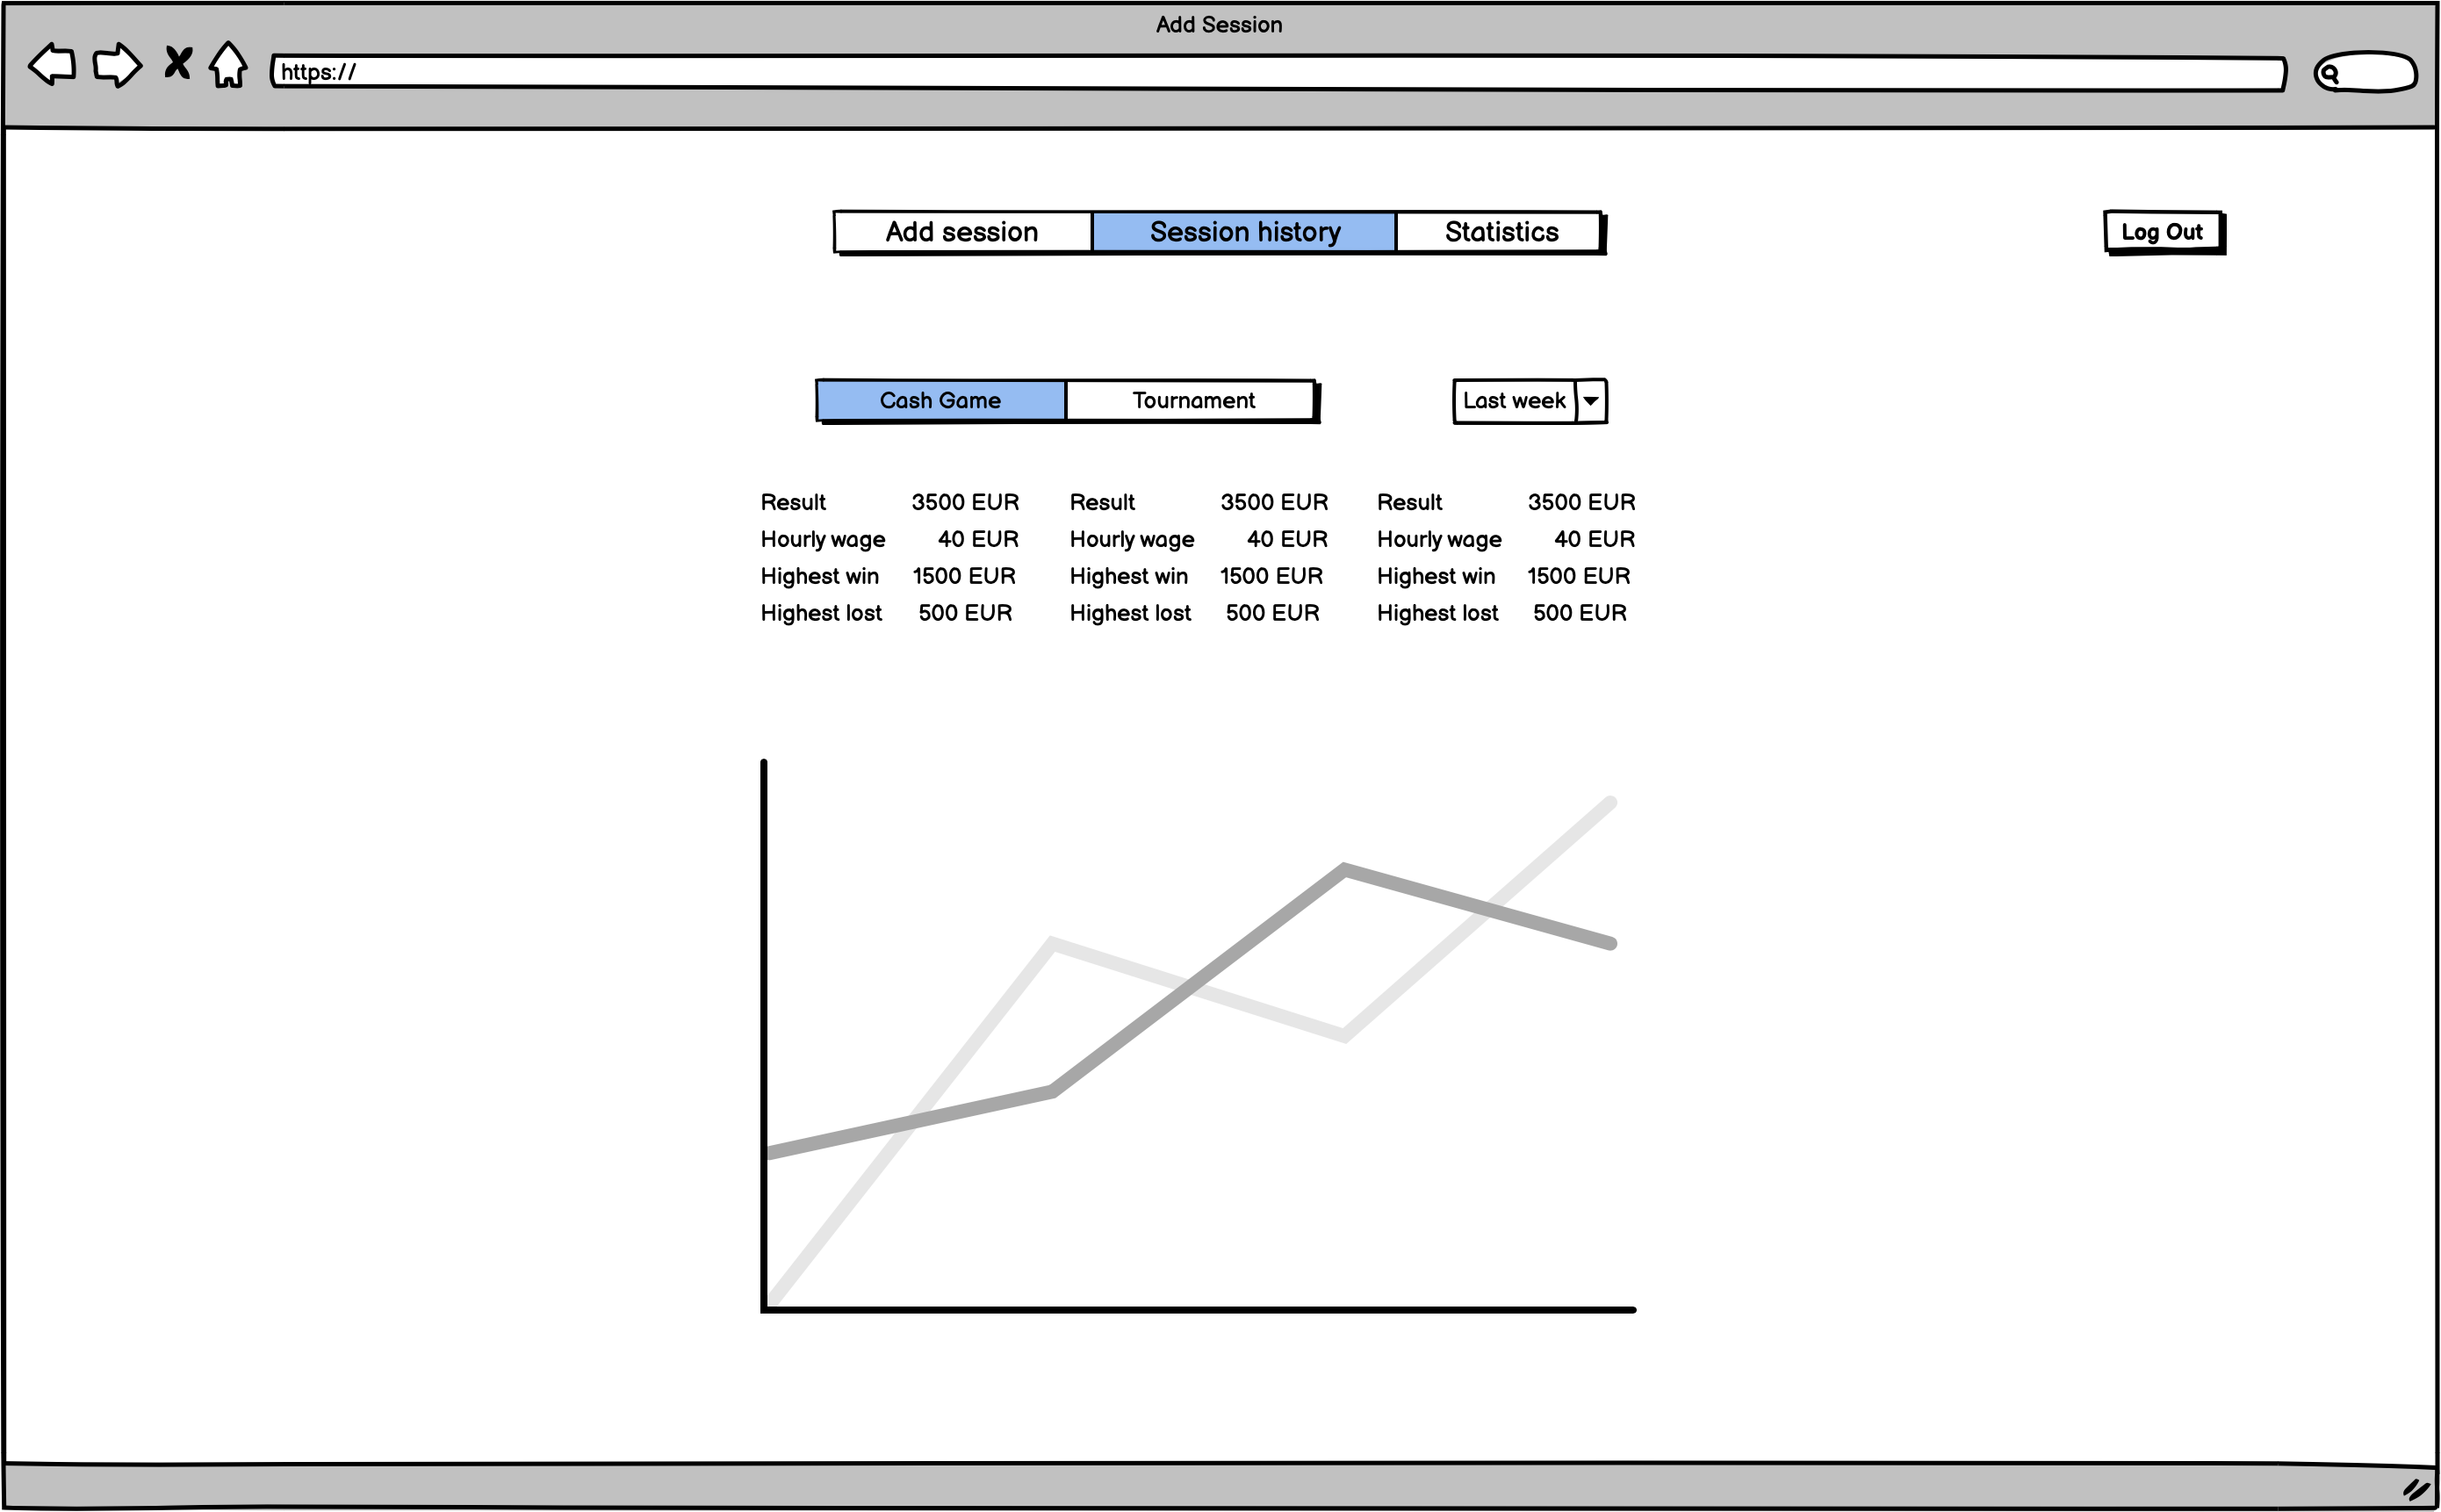 Add Session
https://
Add session Session history Statistics Log Out
Cash Game Tournament Last week
Result 3500 EUR Result 3500 EUR Result 3500 EUR
Hourly wage 40 EUR Hourly wage 40 EUR Hourly wage 40 EUR
Highest win 1500 EUR Highest win 1500 EUR Highest win 1500 EUR
Highest lost 500 EUR Highest lost 500 EUR Highest lost 500 EUR